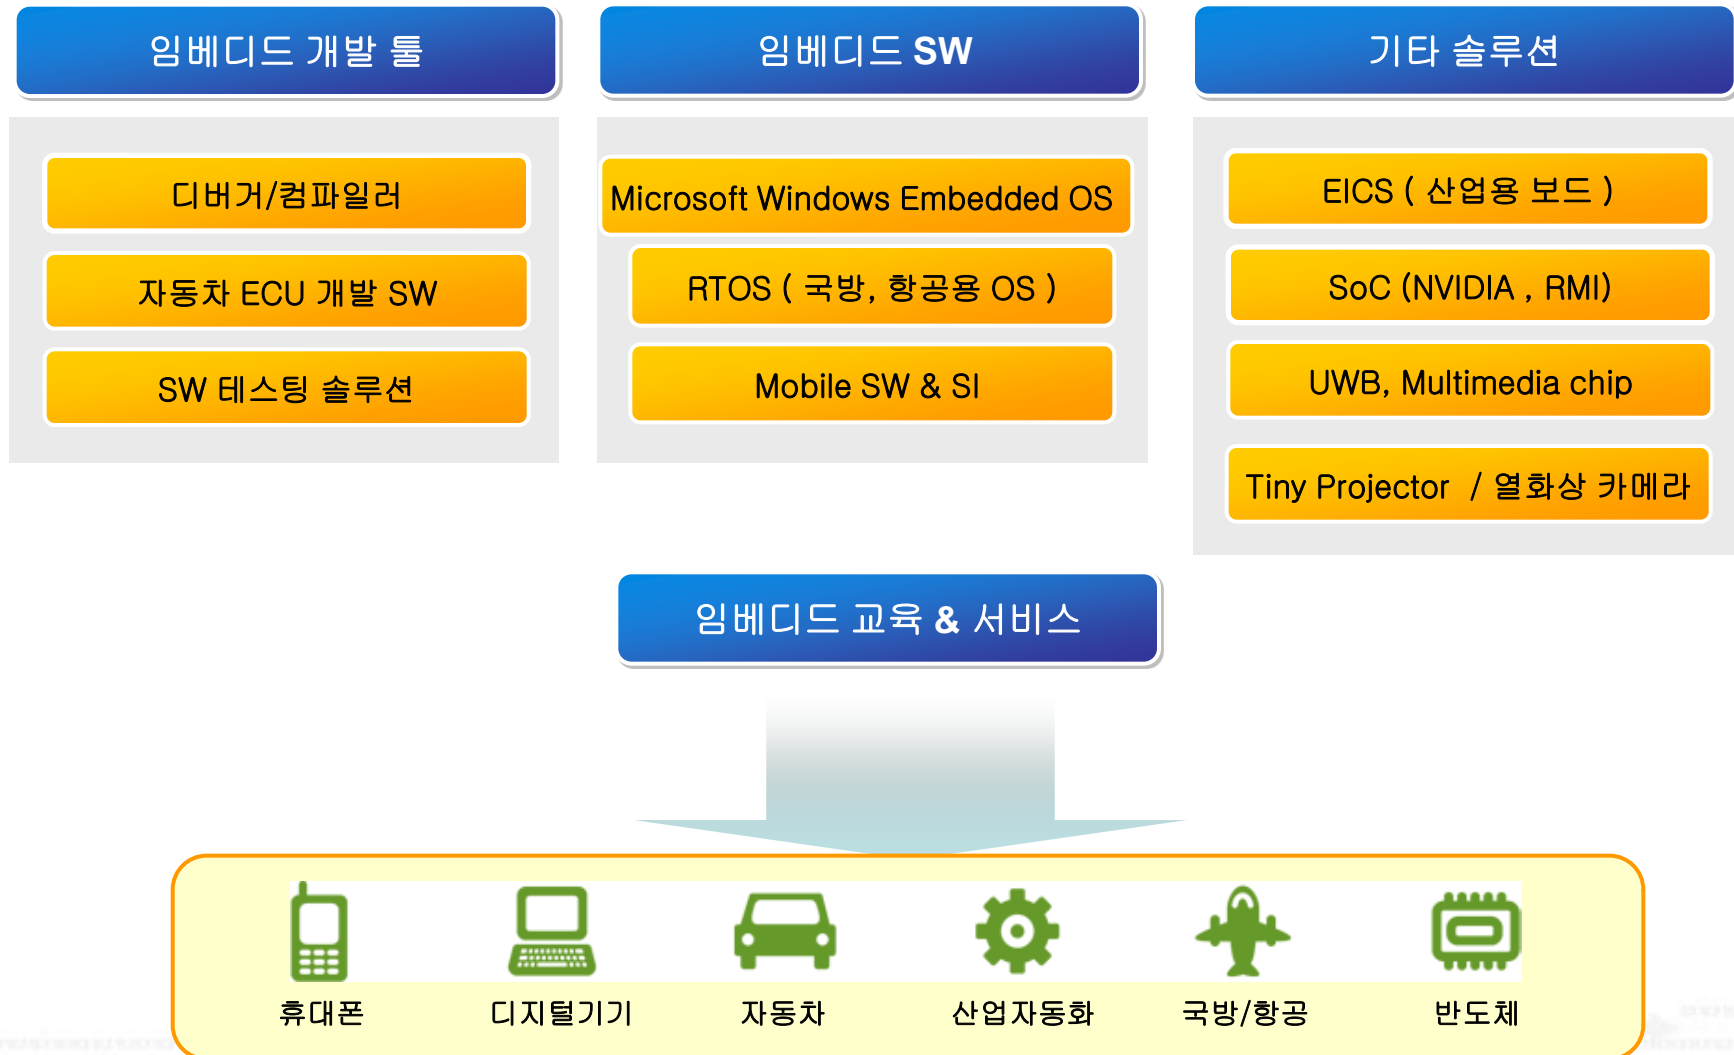 임베디드 개발 툴
디버거/컴파일러
자동차 ECU 개발 SW
SW 테스팅 솔루션
임베디드 SW
Microsoft Windows Embedded OS
RTOS ( 국방, 항공용 OS )
Mobile SW & SI
기타 솔루션
EICS ( 산업용 보드 )
SoC (NVIDIA , RMI)
UWB, Multimedia chip
Tiny Projector / 열화상 카메라
임베디드 교육 & 서비스
휴대폰
디지털기기
자동차
산업자동화
국방/항공
반도체